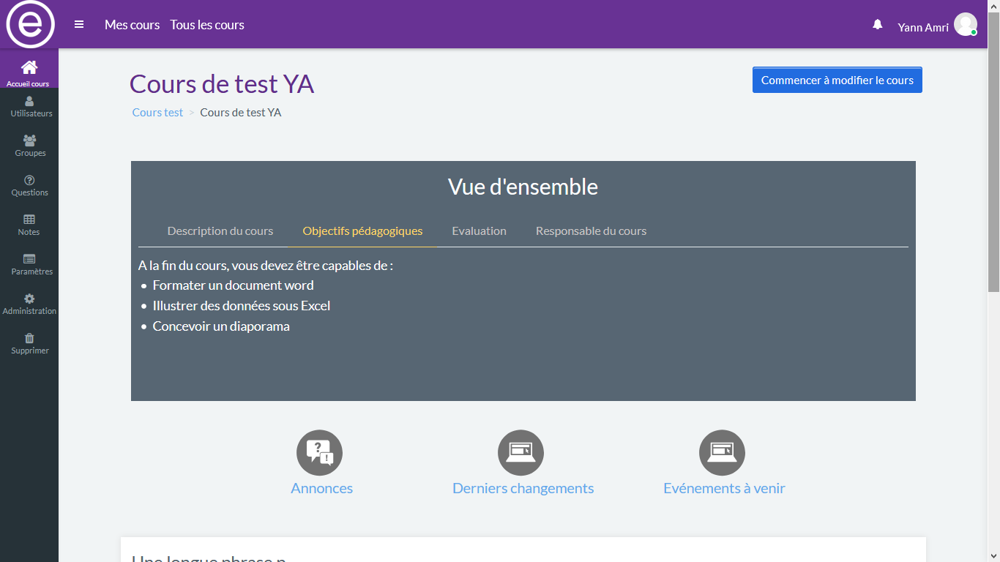 e
Mes cours Tous les cours
Yann Amri
Accueil cours
Utilisateurs
Groupes
Questions
Notes
Paramètres
Administration
Supprimer
Cours de test YA
Commencer à modifier le cours
Cours test > Cours de test YA
Vue d'ensemble
Description du cours Objectifs pédagogiques Evaluation Responsable du cours
A la fin du cours, vous devez être capables de :
• Formater un document word
• Illustrer des données sous Excel
• Concevoir un diaporama
Annonces Derniers changements Evénements à venir
Une longue phrase p